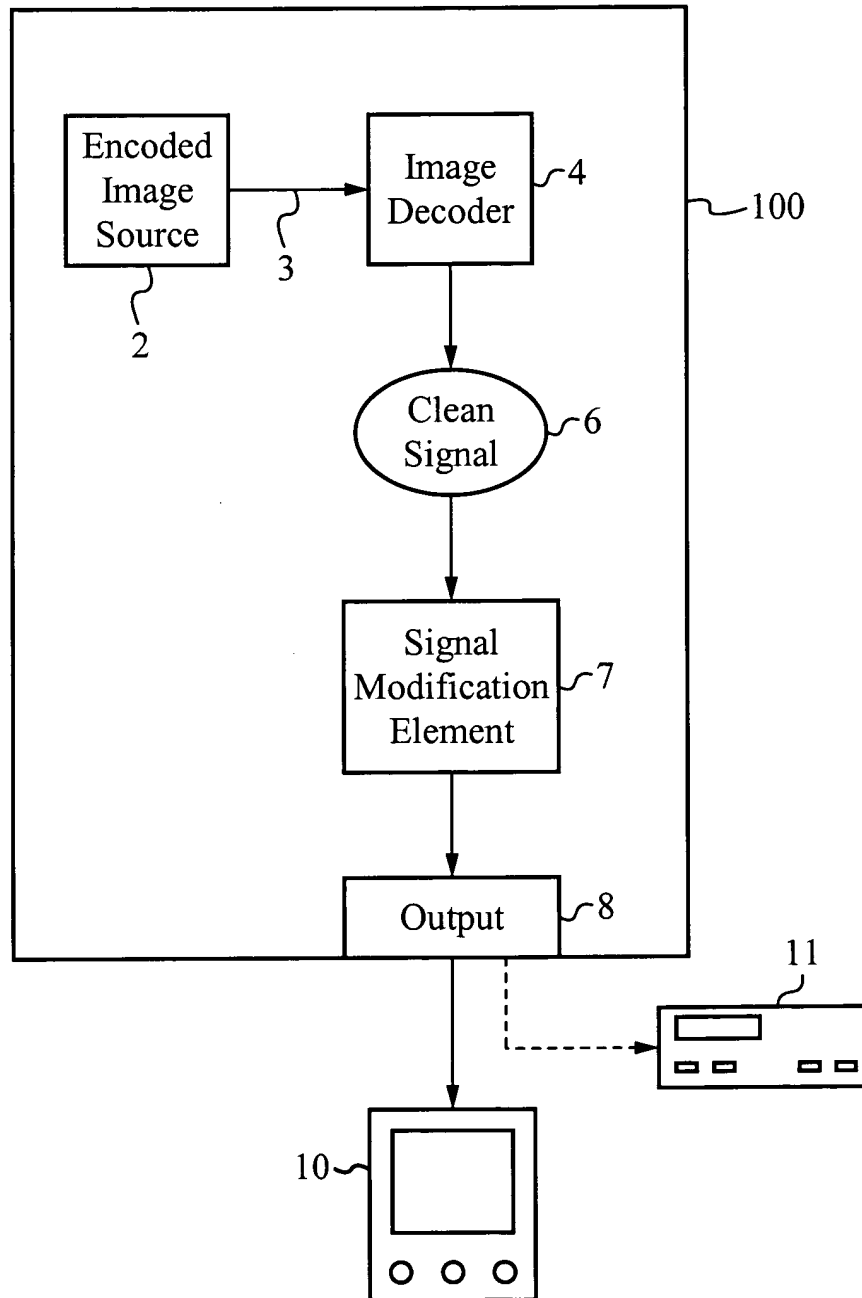 Encoded
Image
Source
2
3
Image
Decoder
4
100
Clean
Signal
6
Signal
Modification
Element
7
Output
8
11
10